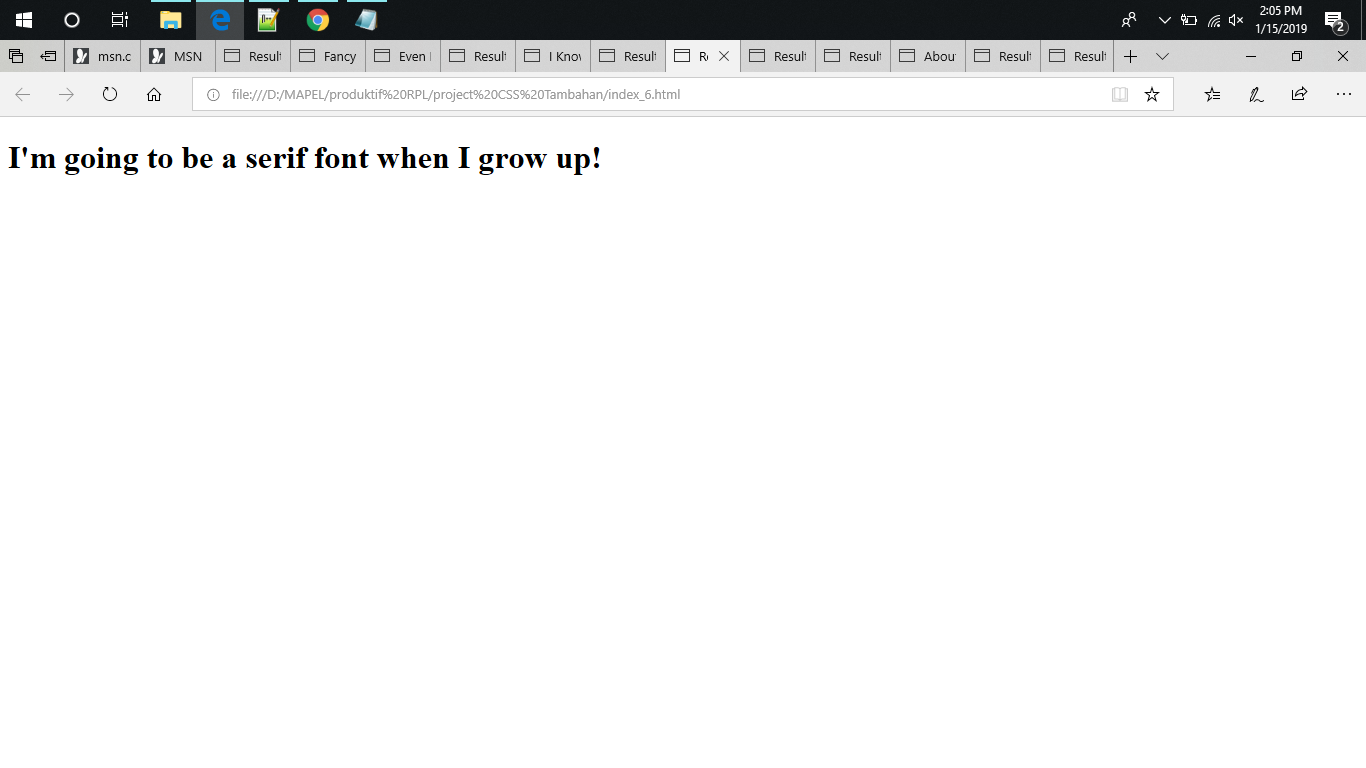 2:05 PM
1/15/2019
2
msn.c
MSN
Result
Fancy
Even
Result
I Know
Result
Re
Result
Result
About
Result
Result
file:///D:/MAPEL/produktif%20RPL/project%20CSS%20Tambahan/index_6.html
I'm going to be a serif font when I grow up!